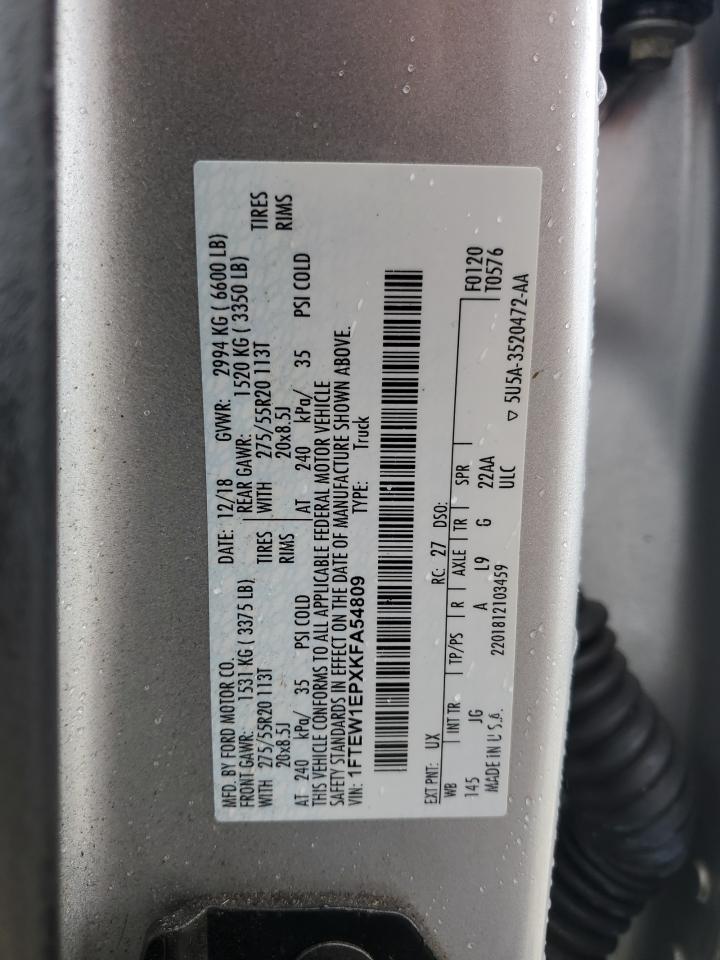 MFD. BY FORD MOTOR CO. DATE: 12/18 GVWR: 2994 KG ( 6600 LB)
FRONT GAWR: 1531 KG ( 3375 LB) REAR GAWR: 1520 KG ( 3350 LB)
WITH 275/55R20 113T TIRES WITH 275/55R20 113T TIRES
20x8.5J RIMS 20x8.5J RIMS
AT 240 kPa/ 35 PSI COLD AT 240 kPa/ 35 PSI COLD
THIS VEHICLE CONFORMS TO ALL APPLICABLE FEDERAL MOTOR VEHICLE
SAFETY STANDARDS IN EFFECT ON THE DATE OF MANUFACTURE SHOWN ABOVE.
VIN: 1FTEW1EPXKFA54809 TYPE: Truck
EXT PNT: UX RC: 27 DSO: F0120
WB INT TR TP/PS R AXLE TR SPR T0576
145 JG A L9 G 22AA
MADE IN U.S.A. 2201812103459 ULC ▽ 5U5A-3520472-AA